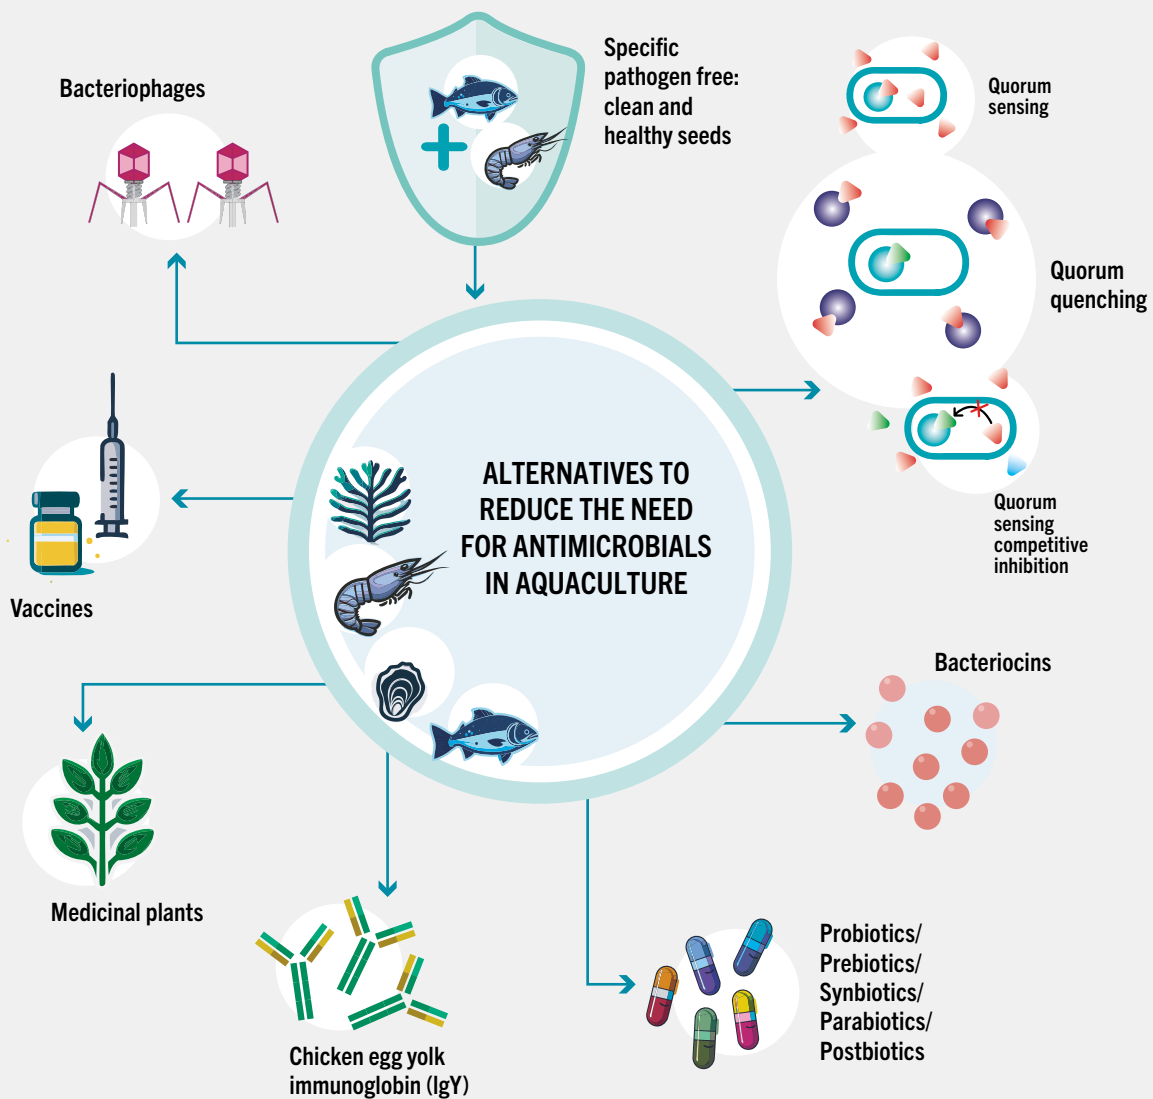 Specific
pathogen free:
clean and
healthy seeds
Bacteriophages
Quorum
sensing
Quorum
quenching
ALTERNATIVES TO
REDUCE THE NEED
FOR ANTIMICROBIALS
IN AQUACULTURE
Quorum
sensing
competitive
inhibition
Vaccines
Bacteriocins
Medicinal plants
Probiotics/
Prebiotics/
Synbiotics/
Parabiotics/
Postbiotics
Chicken egg yolk
immunoglobin (IgY)